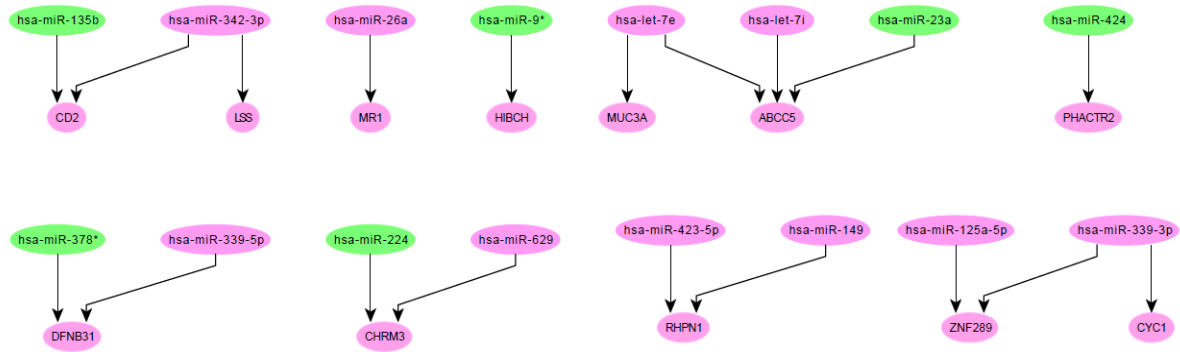 hsa-miR-135b hsa-miR-342-3p hsa-miR-26a hsa-miR-9* hsa-let-7e hsa-let-7i hsa-miR-23a hsa-miR-424
CD2 LSS MR1 HIBCH MUC3A ABCC5 PHACTR2
hsa-miR-378* hsa-miR-339-5p hsa-miR-224 hsa-miR-629 hsa-miR-423-5p hsa-miR-149 hsa-miR-125a-5p hsa-miR-339-3p
DFNB31 CHRM3 RHPN1 ZNF289 CYC1